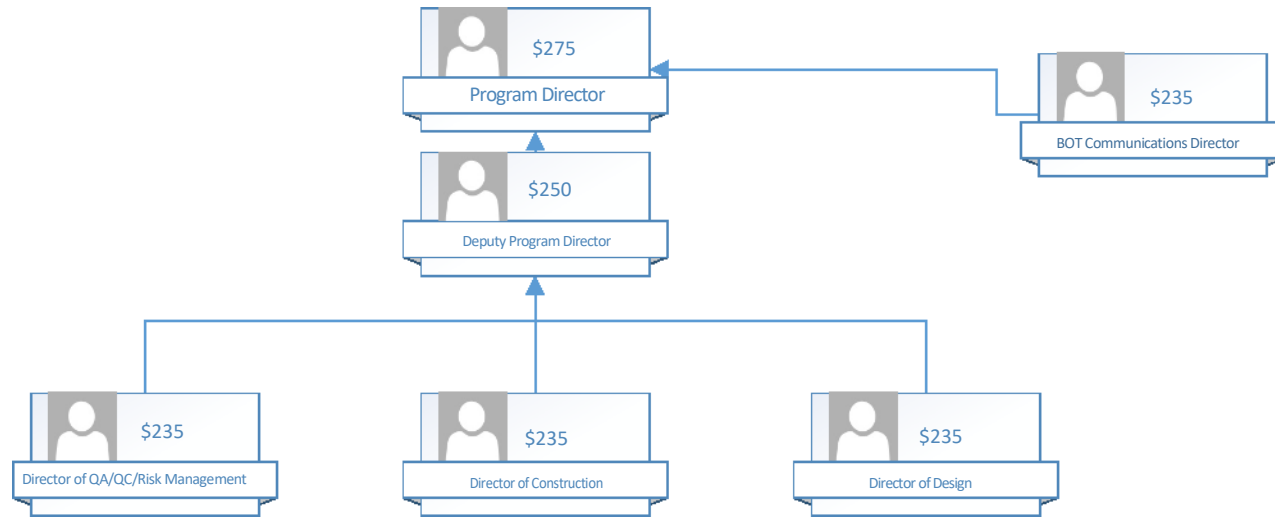 $275
Program Director
$235
BOT Communications Director
$250
Deputy Program Director
$235
Director of QA/QC/Risk Management
$235
Director of Construction
$235
Director of Design